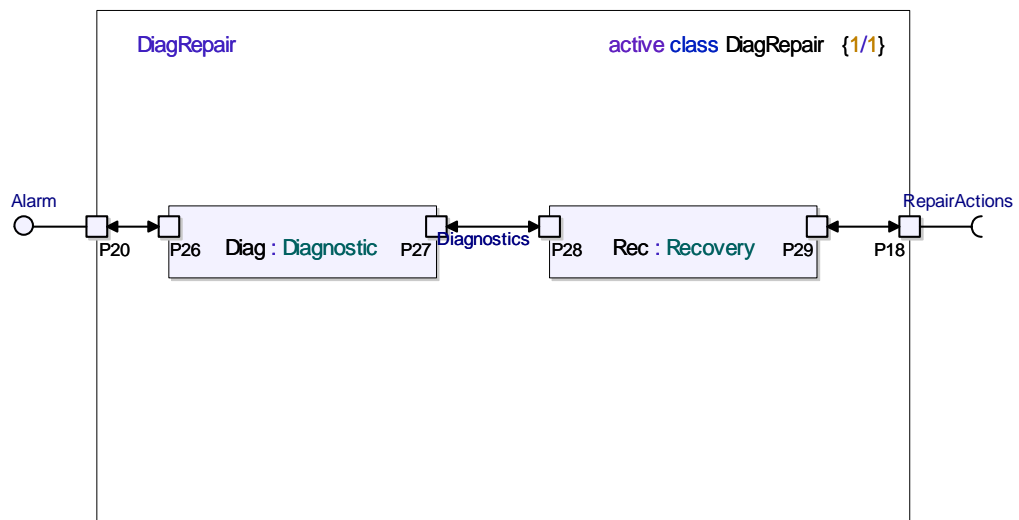 DiagRepair
active class DiagRepair {1/1}
Alarm
RepairActions
Diagnostics
P20
P26
Diag : Diagnostic
P27
P28
Rec : Recovery
P29
P18